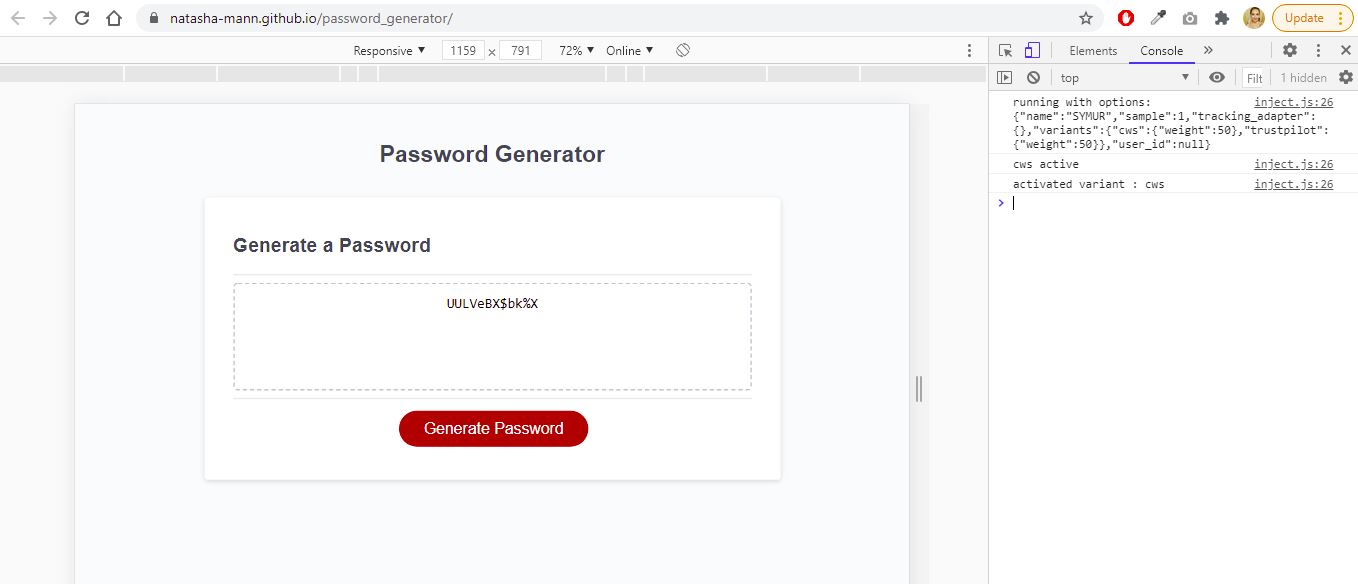 natasha-mann.github.io/password_generator/
Update
Responsive
1159 x 791
72%
Online
Elements
Console
top
Filt
1 hidden
running with options:
inject.js:26
{"name":"SYMUR","sample":1,"tracking_adapter":
{},"variants":{"cws":{"weight":50},"trustpilot":
{"weight":50}},"user_id":null}
cws active
inject.js:26
activated variant : cws
inject.js:26
Password Generator
Generate a Password
UULVeBX$bk%X
Generate Password